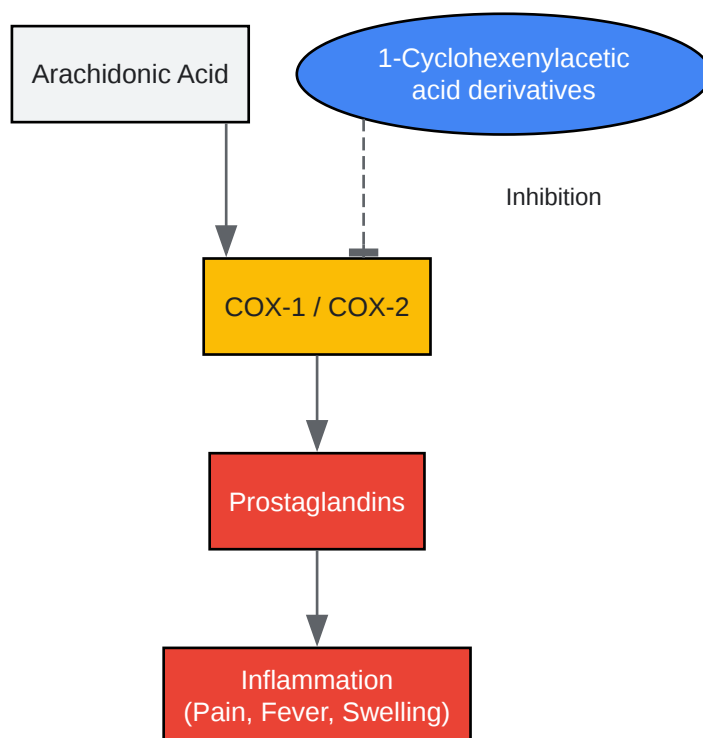 Arachidonic Acid
1-Cyclohexenylacetic
acid derivatives
Inhibition
COX-1 / COX-2
Prostaglandins
Inflammation
(Pain, Fever, Swelling)